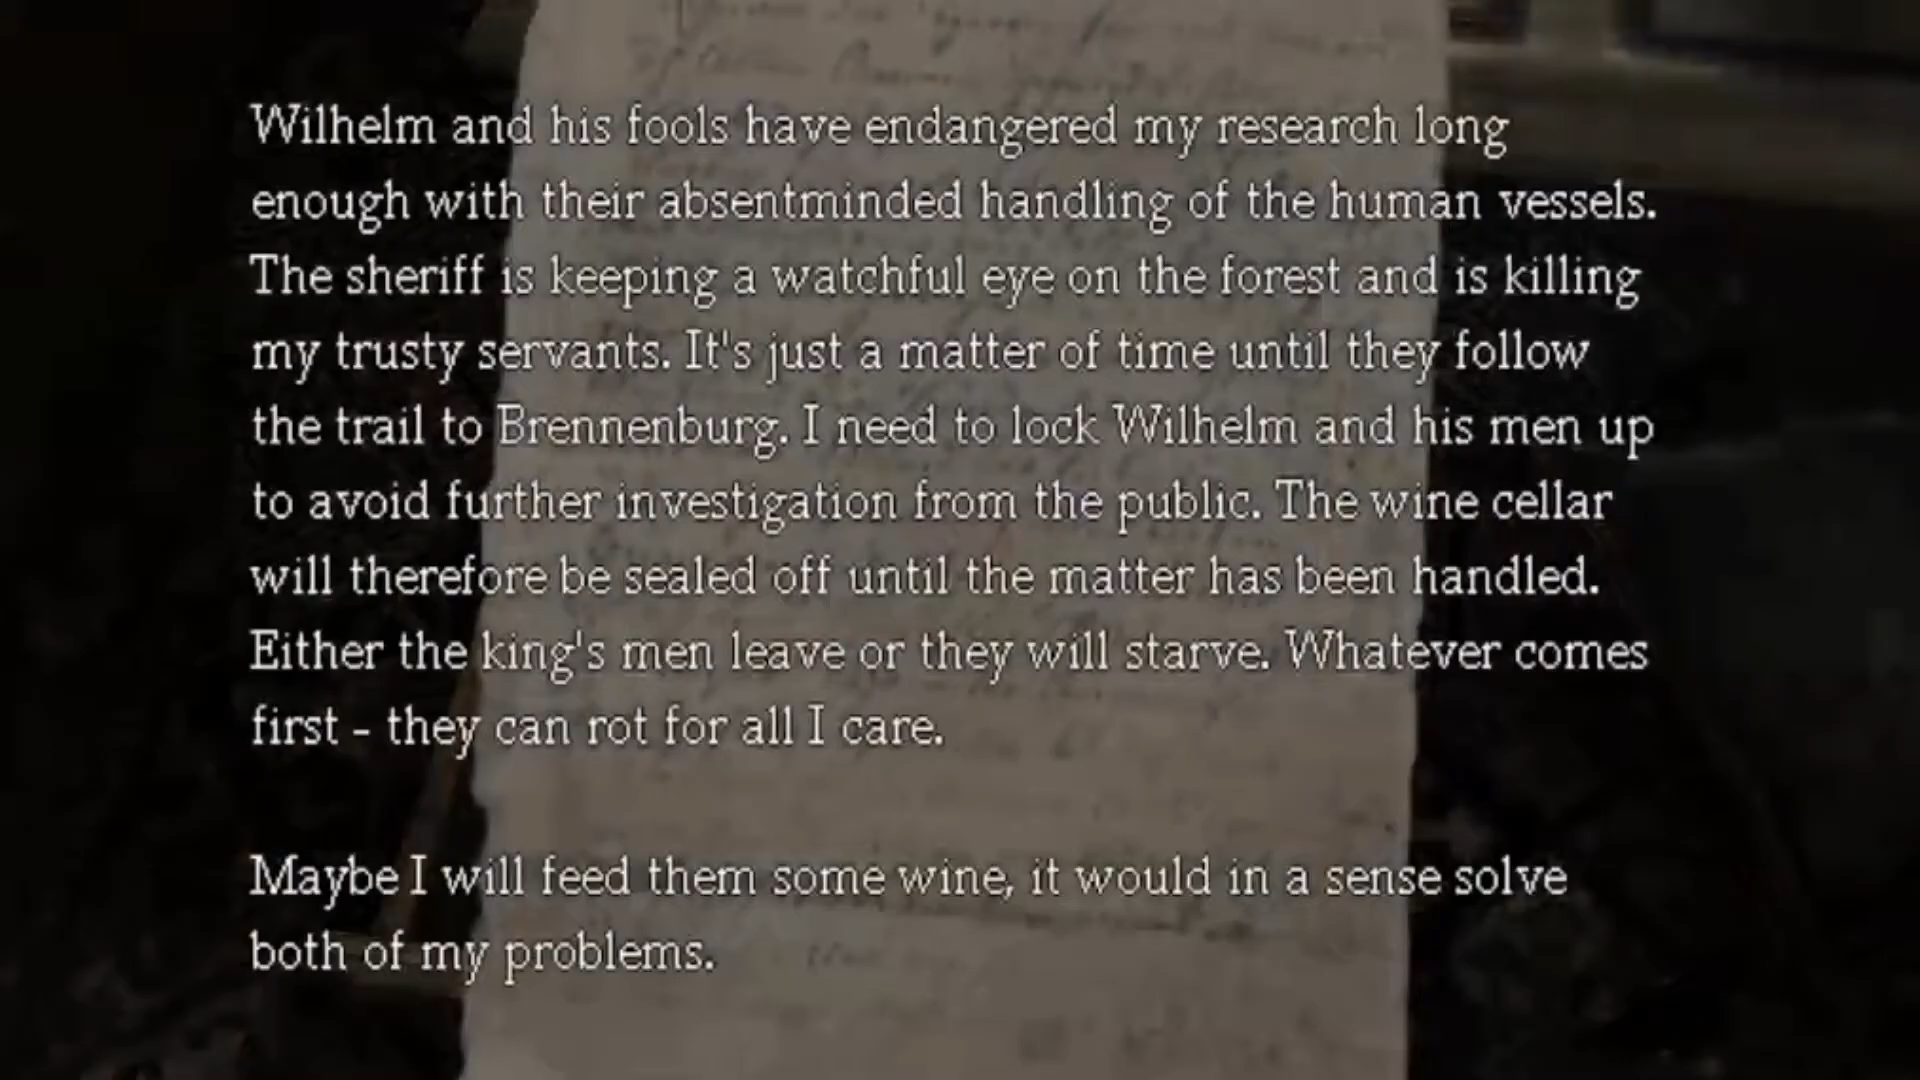 Wilhelm and his fools have endangered my research long
enough with their absentminded handling of the human vessels.
The sheriff is keeping a watchful eye on the forest and is killing
my trusty servants. It's just a matter of time until they follow
the trail to Brennenburg. I need to lock Wilhelm and his men up
to avoid further investigation from the public. The wine cellar
will therefore be sealed off until the matter has been handled.
Either the king's men leave or they will starve. Whatever comes
first - they can rot for all I care.
Maybe I will feed them some wine, it would in a sense solve
both of my problems.